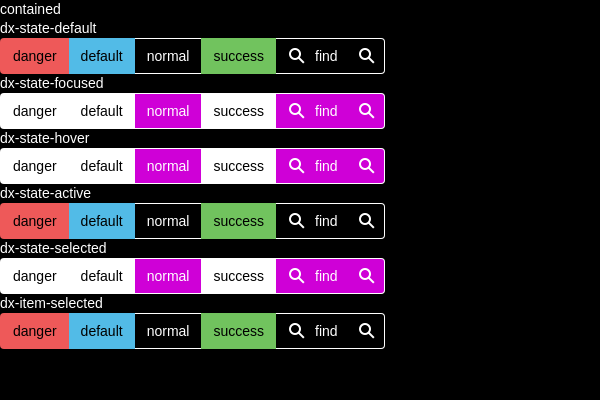 contained
dx-state-default
danger default normal success find
dx-state-focused
danger default normal success find
dx-state-hover
danger default normal success find
dx-state-active
danger default normal success find
dx-state-selected
danger default normal success find
dx-item-selected
danger default normal success find